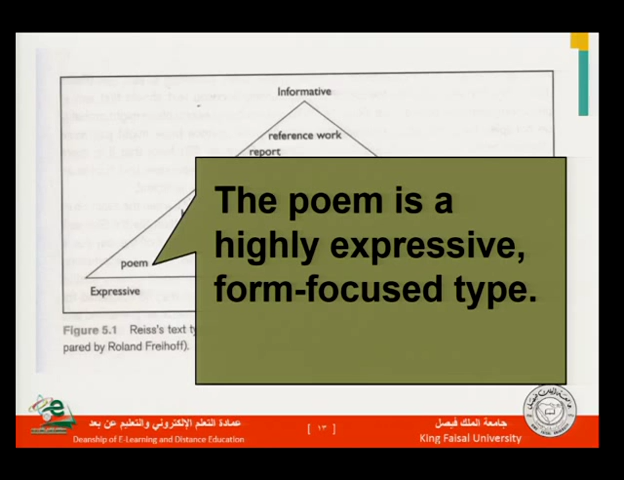 Informative
reference work
report
The poem is a
highly expressive,
form-focused type.
poem
Expressive
Figure 5.1 Reiss's text
pared by Roland Freihoff).
عمادة التعلم الإلكتروني والتعليم عن بعد
Deanship of E-Learning and Distance Education
[ ١٣ ]
جامعة الملك فيصل
King Faisal University